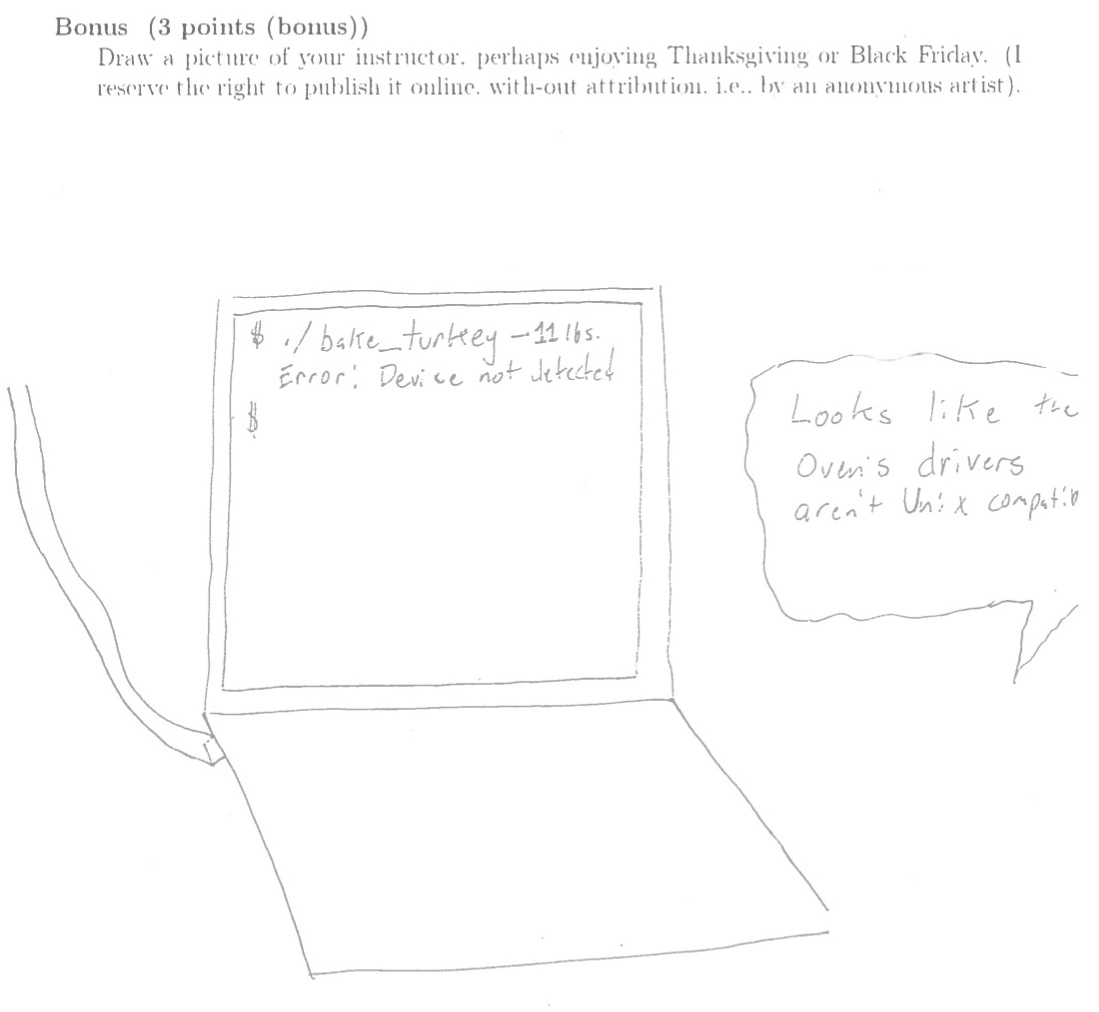 Bonus (3 points (bonus))
Draw a picture of your instructor, perhaps enjoying Thanksgiving or Black Friday. (I
reserve the right to publish it online, with-out attribution, i.e., by an anonymous artist).
$ ./bake_turkey -11 lbs.
Error: Device not detected
$
Looks like the
Oven's drivers
aren't Unix compatib